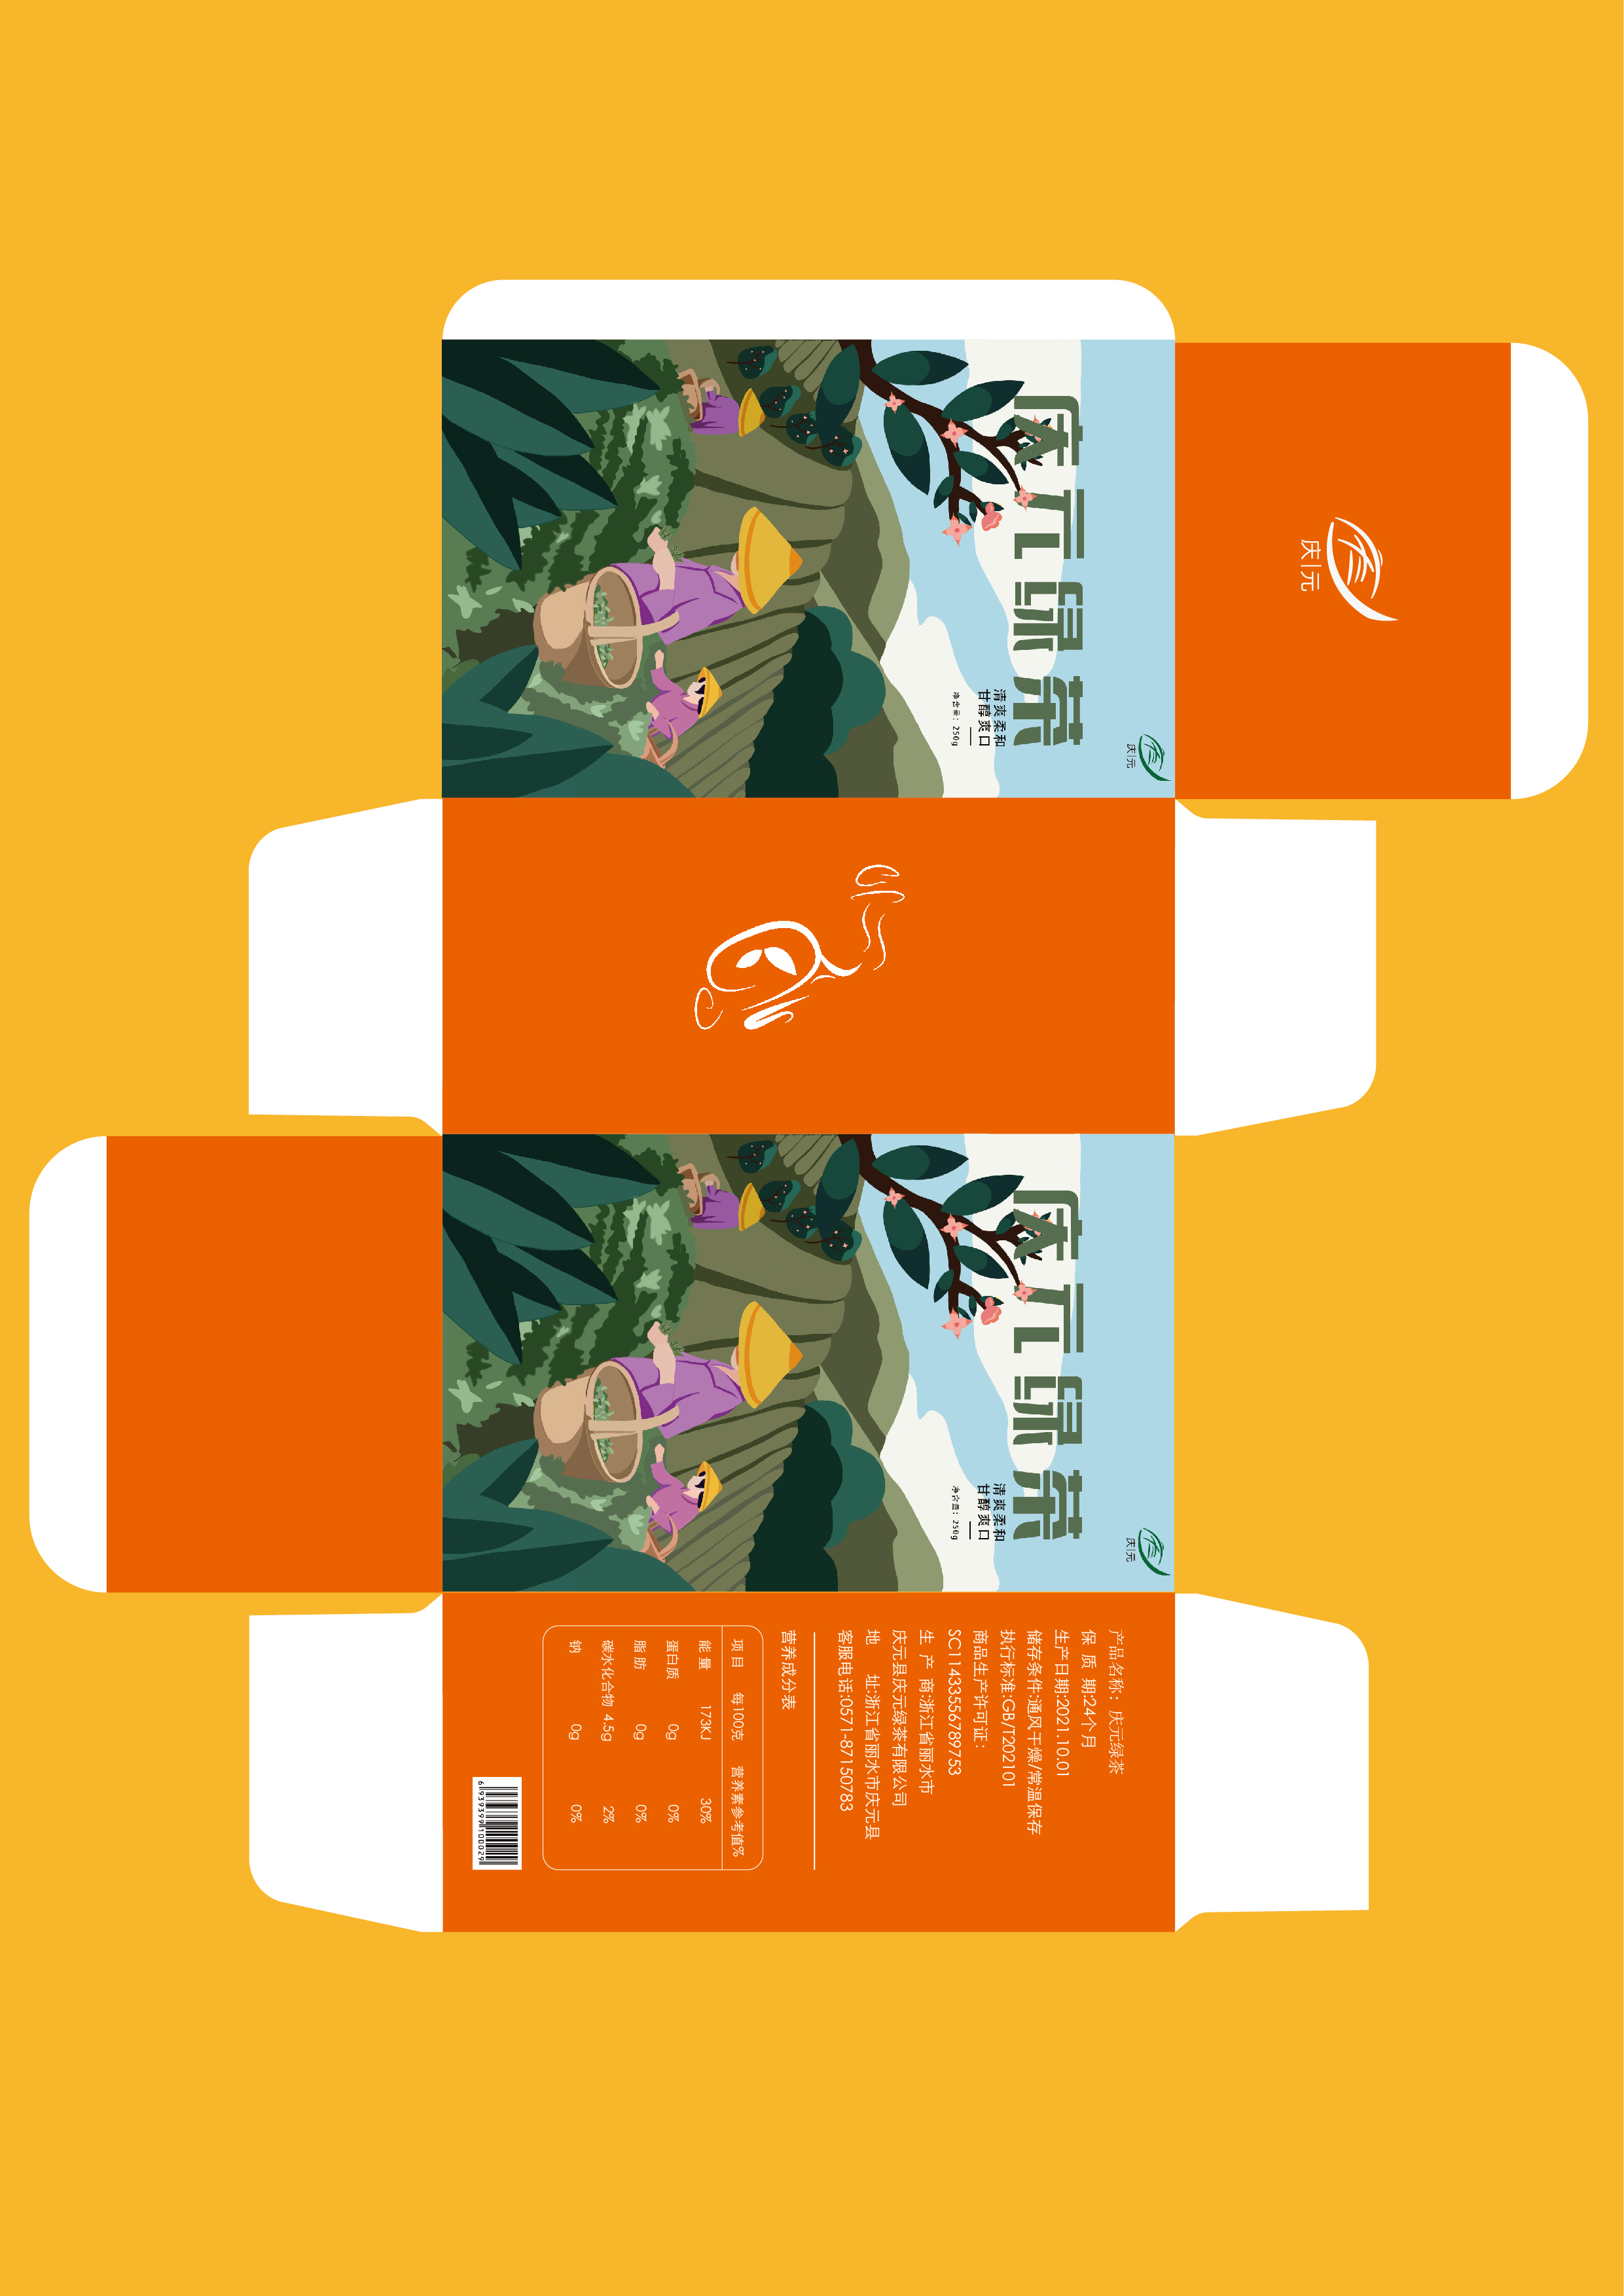 庆元绿茶
清爽柔和
甘醇爽口
净含量：250g
庆|元
庆|元
庆元绿茶
清爽柔和
甘醇爽口
净含量：250g
庆|元
产品名称：庆元绿茶
保 质 期:24个月
生产日期:2021.10.01
储存条件:通风干燥/常温保存
执行标准:GB/T202101
商品生产许可证：
SC11433556789753
生 产 商:浙江省丽水市
庆元县庆元绿茶有限公司
地 址:浙江省丽水市庆元县
客服电话:0571-87150783
营养成分表
项目 每100克 营养素参考值%
能量 173KJ 30%
蛋白质 0g 0%
脂肪 0g 0%
碳水化合物 4.5g 2%
钠 0g 0%
6939399100029